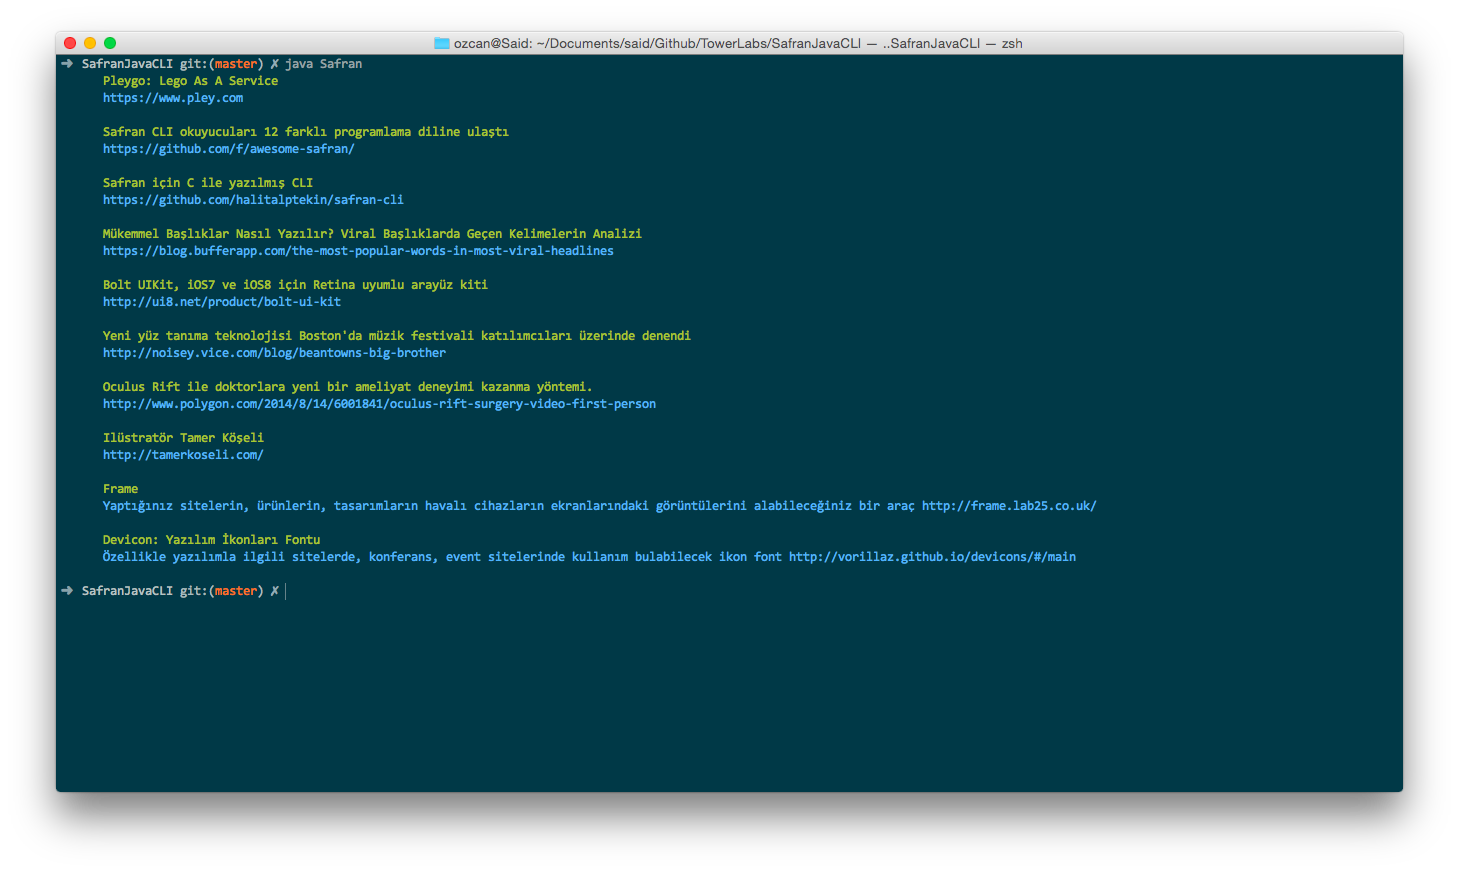 ozcan@Said: ~/Documents/said/Github/TowerLabs/SafranJavaCLI — ..SafranJavaCLI — zsh
➜ SafranJavaCLI git:(master) ✗ java Safran
Pleygo: Lego As A Service
https://www.pley.com
Safran CLI okuyucuları 12 farklı programlama diline ulaştı
https://github.com/f/awesome-safran/
Safran için C ile yazılmış CLI
https://github.com/halitalptekin/safran-cli
Mükemmel Başlıklar Nasıl Yazılır? Viral Başlıklarda Geçen Kelimelerin Analizi
https://blog.bufferapp.com/the-most-popular-words-in-most-viral-headlines
Bolt UIKit, iOS7 ve iOS8 için Retina uyumlu arayüz kiti
http://ui8.net/product/bolt-ui-kit
Yeni yüz tanıma teknolojisi Boston'da müzik festivali katılımcıları üzerinde denendi
http://noisey.vice.com/blog/beantowns-big-brother
Oculus Rift ile doktorlara yeni bir ameliyat deneyimi kazanma yöntemi.
http://www.polygon.com/2014/8/14/6001841/oculus-rift-surgery-video-first-person
Ilüstratör Tamer Köşeli
http://tamerkoseli.com/
Frame
Yaptığınız sitelerin, ürünlerin, tasarımların havalı cihazların ekranlarındaki görüntülerini alabileceğiniz bir araç http://frame.lab25.co.uk/
Devicon: Yazılım İkonları Fontu
Özellikle yazılımla ilgili sitelerde, konferans, event sitelerinde kullanım bulabilecek ikon font http://vorillaz.github.io/devicons/#/main
➜ SafranJavaCLI git:(master) ✗